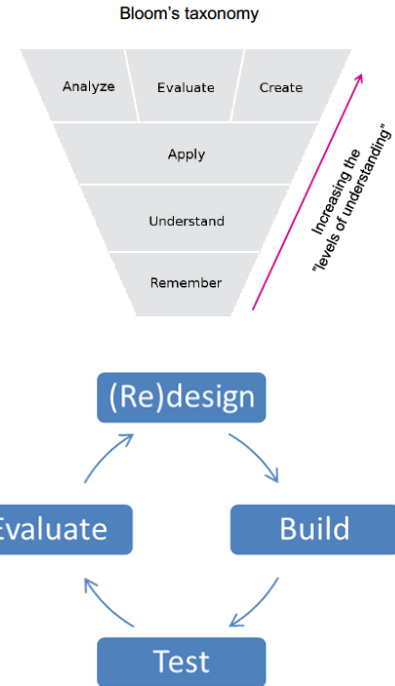 Bloom's taxonomy
Analyze Evaluate Create
Apply
Understand
Remember
Increasing the
"levels of understanding"
(Re)design
Evaluate Build
Test